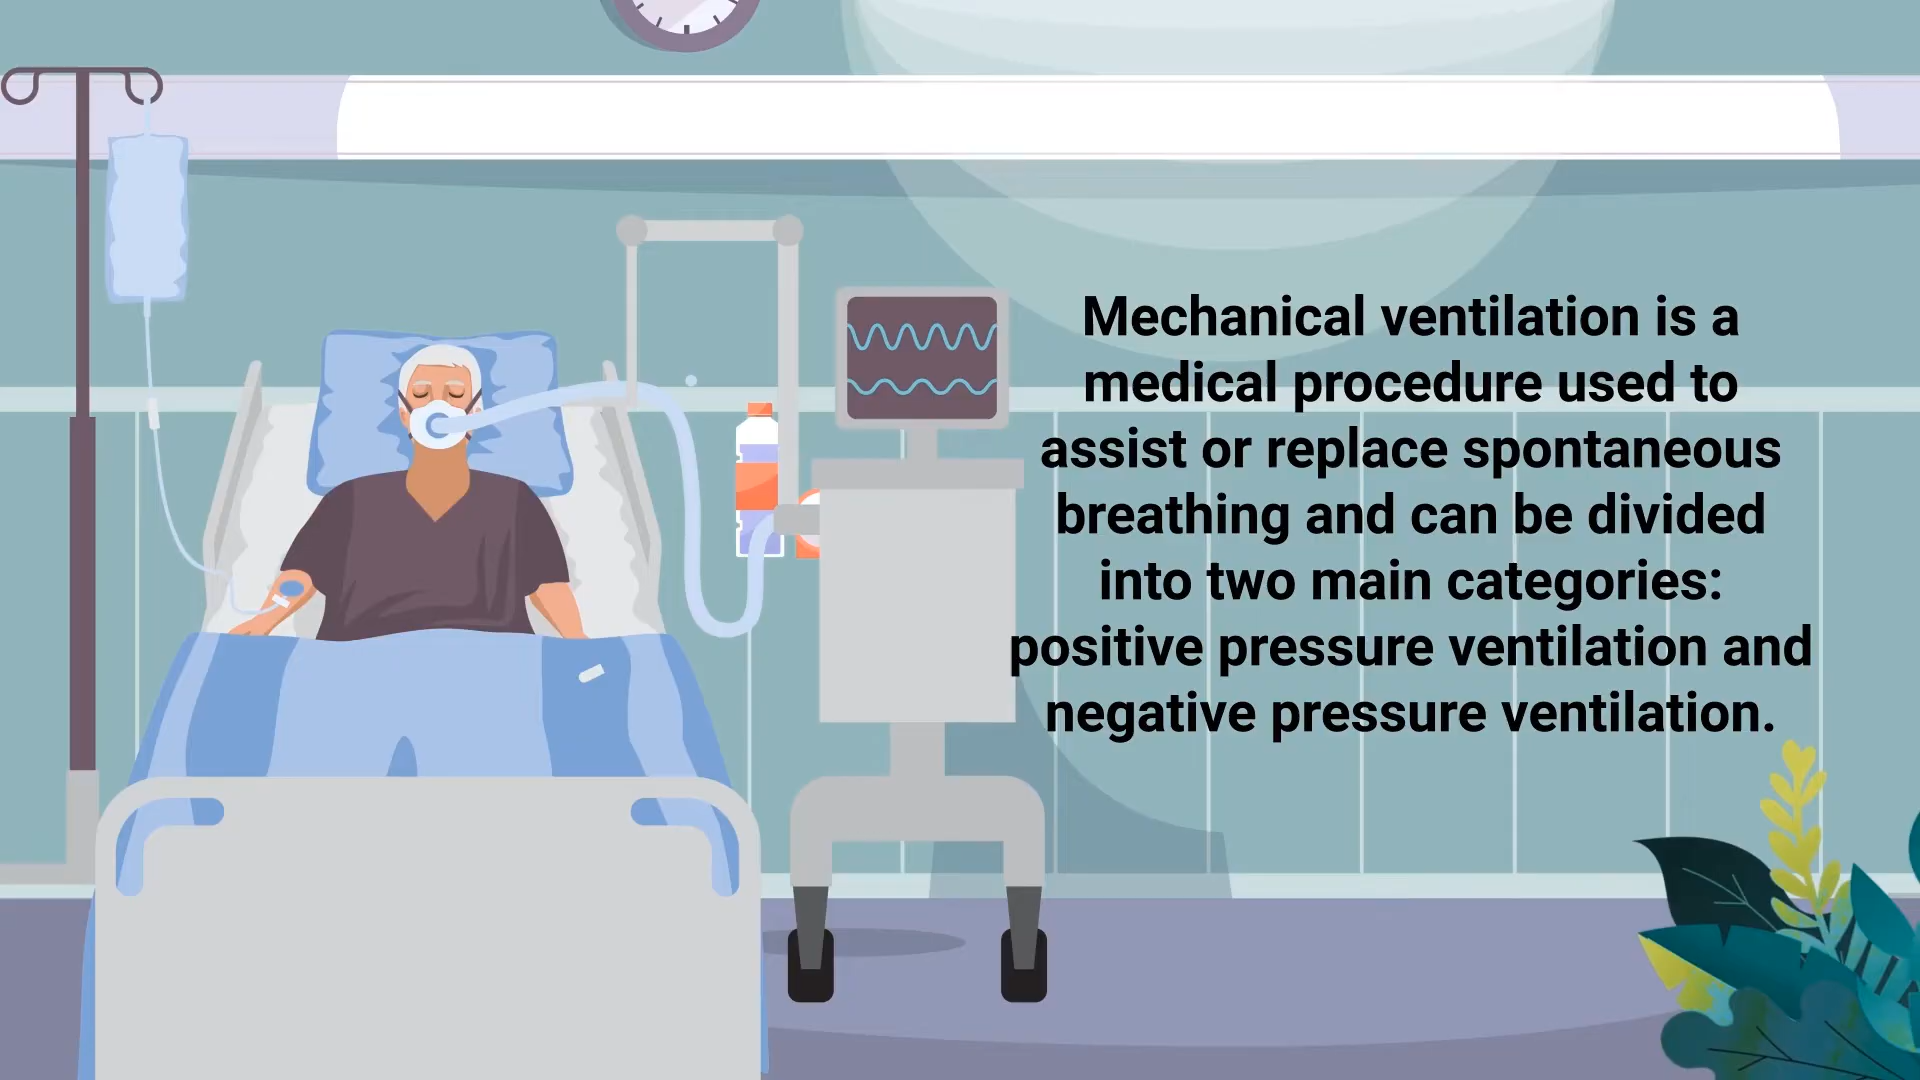 Mechanical ventilation is a
medical procedure used to
assist or replace spontaneous
breathing and can be divided
into two main categories:
positive pressure ventilation and
negative pressure ventilation.